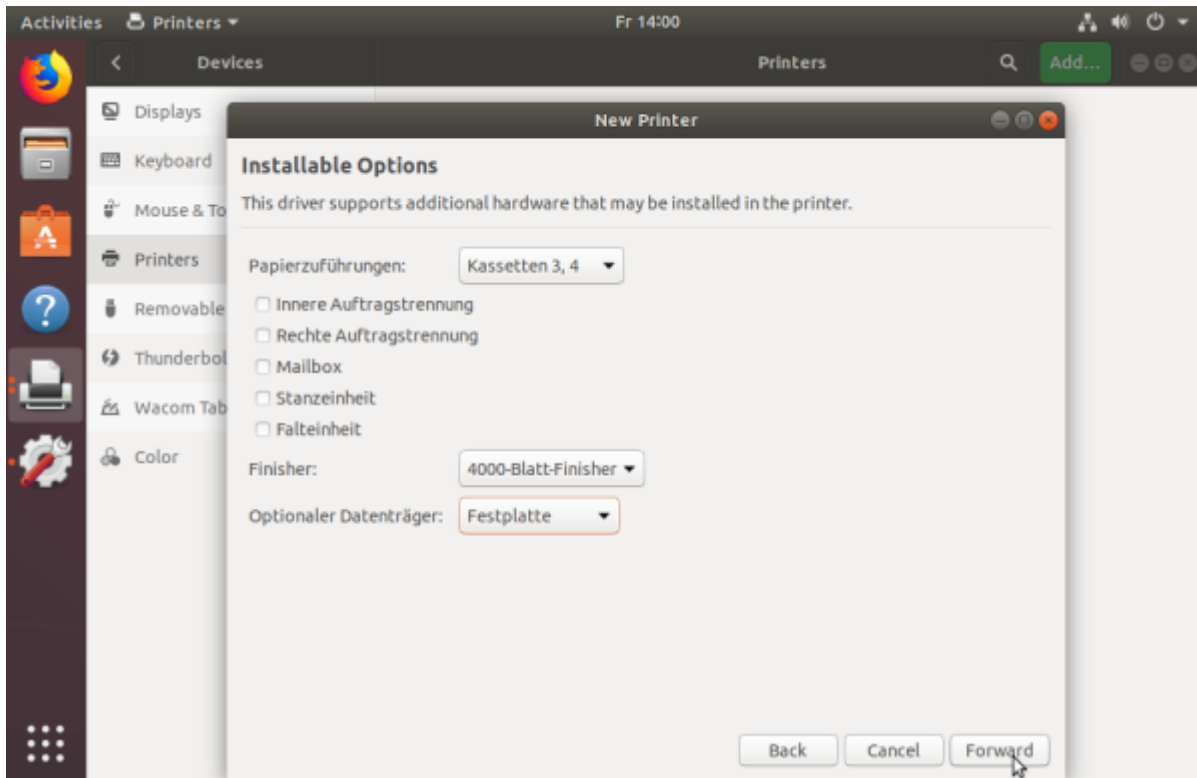 Activities Printers Fr 14:00
Devices Printers Add...
Displays
New Printer
Keyboard
Installable Options
Mouse & To
This driver supports additional hardware that may be installed in the printer.
Printers
Papierzuführungen: Kassetten 3, 4
Removable
Innere Auftragstrennung
Rechte Auftragstrennung
Thunderbol
Mailbox
Stanzeinheit
Wacom Tab
Falteinheit
Color
Finisher: 4000-Blatt-Finisher
Optionaler Datenträger: Festplatte
Back Cancel Forward